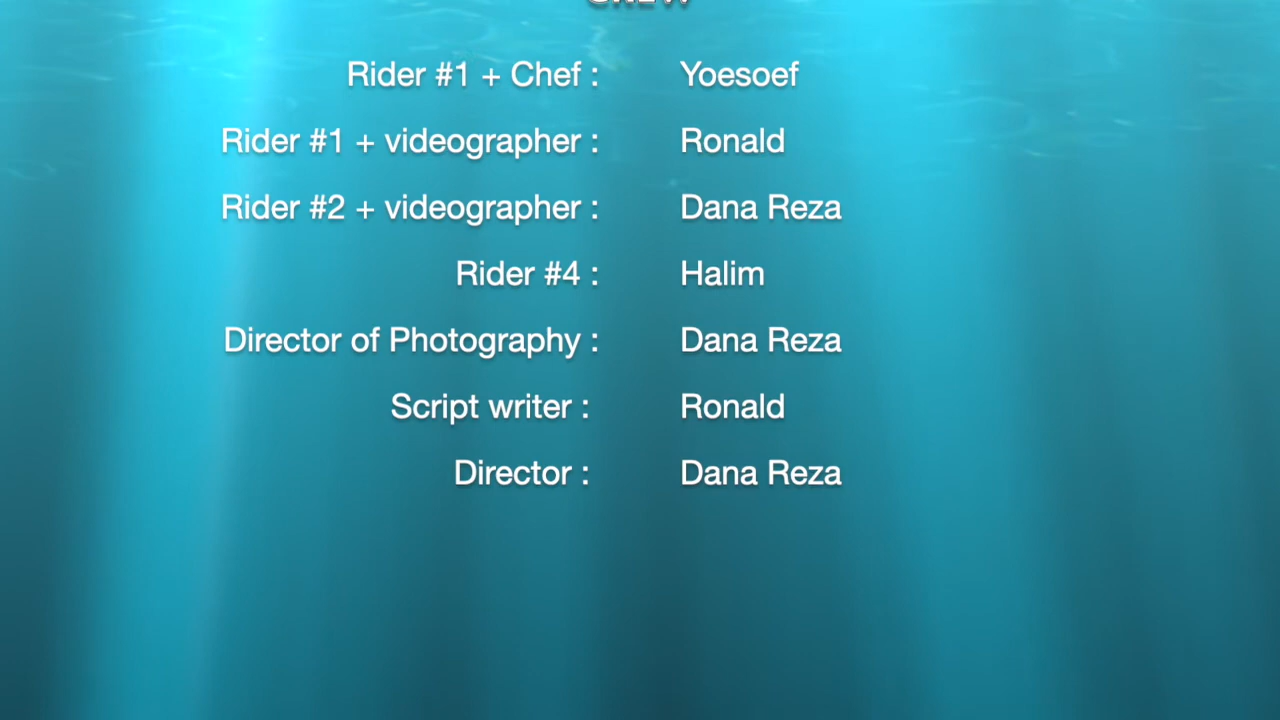 CREW
Rider #1 + Chef : Yoesoef
Rider #1 + videographer : Ronald
Rider #2 + videographer : Dana Reza
Rider #4 : Halim
Director of Photography : Dana Reza
Script writer : Ronald
Director : Dana Reza